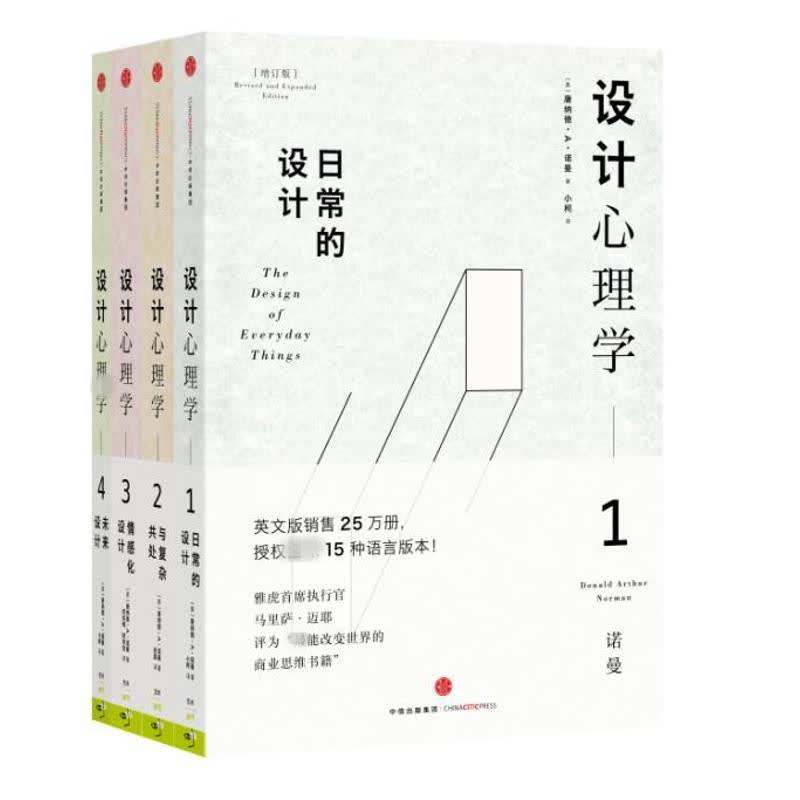 [增订版]
Revised and Expanded
Edition
日常的
设计
The
Design
of
Everyday
Things
设计心理学
1
[美] 唐纳德·A·诺曼 著
小柯 译
Donald Arthur
Norman
诺曼
英文版销售 25 万册,
授权 15 种语言版本!
雅虎首席执行官
马里萨·迈耶
评为“ 能改变世界的
商业思维书籍”
中信出版集团 | CHINACITICPRESS
设计心理学
1
日常的
设计
设计心理学
2
与复杂
共处
设计心理学
3
情感化
设计
设计心理学
4
未来
设计